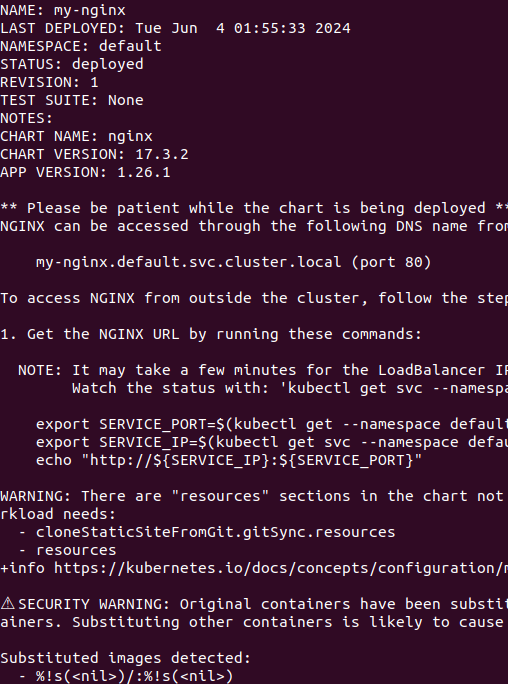 NAME: my-nginx
LAST DEPLOYED: Tue Jun  4 01:55:33 2024
NAMESPACE: default
STATUS: deployed
REVISION: 1
TEST SUITE: None
NOTES:
CHART NAME: nginx
CHART VERSION: 17.3.2
APP VERSION: 1.26.1

** Please be patient while the chart is being deployed **
NGINX can be accessed through the following DNS name from

    my-nginx.default.svc.cluster.local (port 80)

To access NGINX from outside the cluster, follow the

1. Get the NGINX URL by running these commands:

  NOTE: It may take a few minutes for the LoadBalancer
        Watch the status with: 'kubectl get svc

    export SERVICE_PORT=$(kubectl get --namespace default
    export SERVICE_IP=$(kubectl get svc --namespace
    echo "http://${SERVICE_IP}:${SERVICE_PORT}"

WARNING: There are "resources" sections in the chart not
rkload needs:
  - cloneStaticSiteFromGit.gitSync.resources
  - resources
+info https://kubernetes.io/docs/concepts/configuration/

⚠ SECURITY WARNING: Original containers have been
ainers. Substituting other containers is likely to cause

Substituted images detected:
  - %!s(<nil>)/:%!s(<nil>)